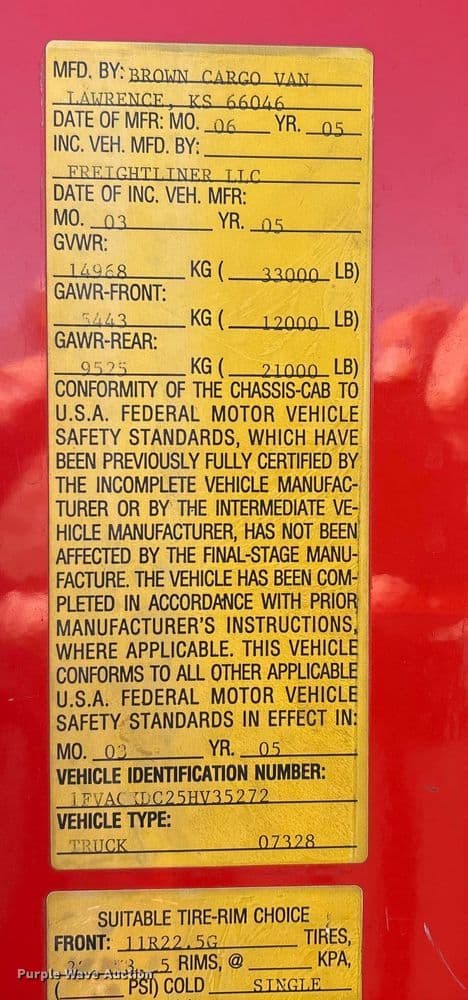 MFD. BY: BROWN CARGO VAN
LAWRENCE, KS 66046
DATE OF MFR: MO. 06 YR. 05
INC. VEH. MFD. BY:
FREIGHTLINER LLC
DATE OF INC. VEH. MFR:
MO. 03 YR. 05
GVWR:
14968 KG ( 33000 LB)
GAWR-FRONT:
5443 KG ( 12000 LB)
GAWR-REAR:
9525 KG ( 21000 LB)
CONFORMITY OF THE CHASSIS-CAB TO
U.S.A. FEDERAL MOTOR VEHICLE
SAFETY STANDARDS, WHICH HAVE
BEEN PREVIOUSLY FULLY CERTIFIED BY
THE INCOMPLETE VEHICLE MANUFAC-
TURER OR BY THE INTERMEDIATE VE-
HICLE MANUFACTURER, HAS NOT BEEN
AFFECTED BY THE FINAL-STAGE MANU-
FACTURE. THE VEHICLE HAS BEEN COM-
PLETED IN ACCORDANCE WITH PRIOR
MANUFACTURER'S INSTRUCTIONS,
WHERE APPLICABLE. THIS VEHICLE
CONFORMS TO ALL OTHER APPLICABLE
U.S.A. FEDERAL MOTOR VEHICLE
SAFETY STANDARDS IN EFFECT IN:
MO. 03 YR. 05
VEHICLE IDENTIFICATION NUMBER:
VEHICLE TYPE:
TRUCK 07328
SUITABLE TIRE-RIM CHOICE
FRONT: 11R22.5G TIRES,
RIMS, @ KPA,
( PSI) COLD SINGLE
Purple Wave Auction